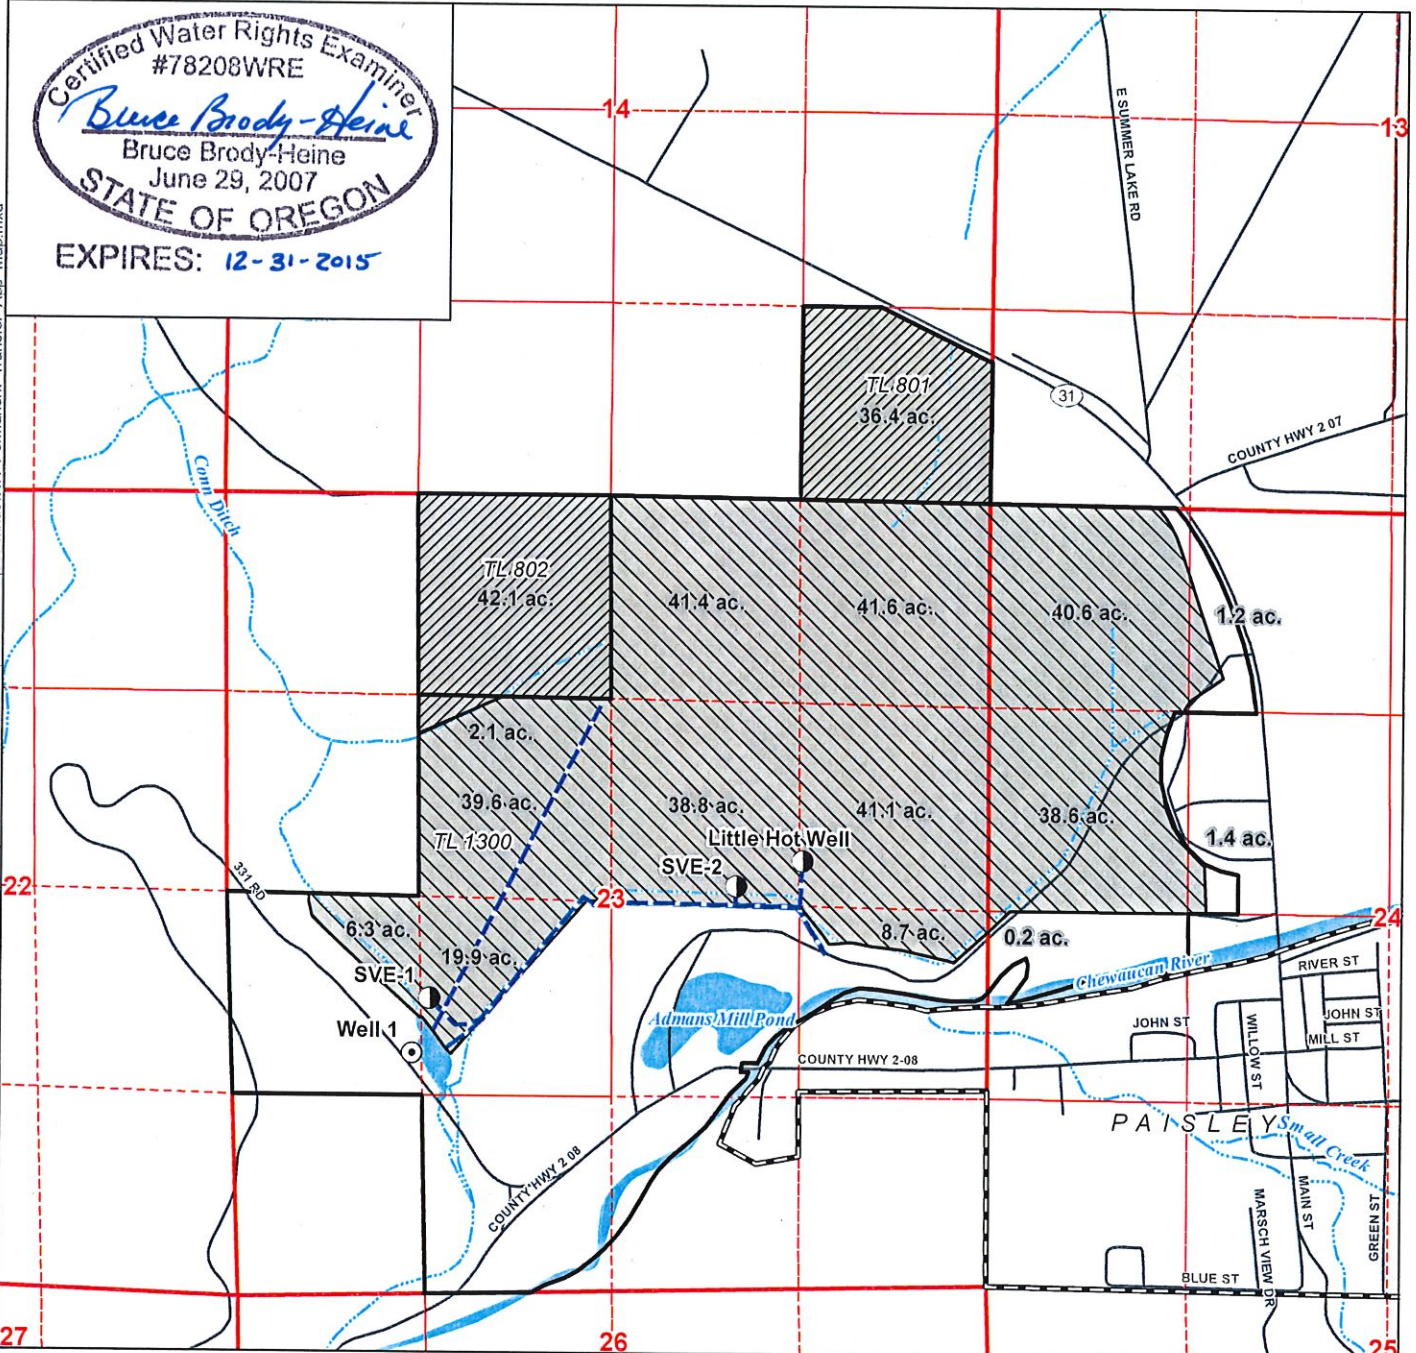 Certified Water Rights Examiner
#78208WRE
Bruce Brody-Heine
Bruce Brody-Heine
June 29, 2007
STATE OF OREGON
EXPIRES: 12-31-2015
14
13
E SUMMER LAKE RD
TL 801
36.4 ac.
31
COUNTY HWY 2 07
Conn Ditch
TL 802
42.1 ac.
41.4 ac.
41.6 ac.
40.6 ac.
1.2 ac.
2.1 ac.
39.6 ac.
38.8 ac.
41.1 ac.
38.6 ac.
TL 1300
Little Hot Well
1.4 ac.
SVE-2
331 RD
22
23
24
6.3 ac.
19.9 ac.
8.7 ac.
0.2 ac.
SVE-1
Chewaucan River
RIVER ST
Well 1
Admans Mill Pond
JOHN ST
WILLOW ST
JOHN ST
MILL ST
COUNTY HWY 2-08
PAISLEY
Small Creek
COUNTY HWY 2 08
MARSCH VIEW DR
MAIN ST
GREEN ST
BLUE ST
27
26
25